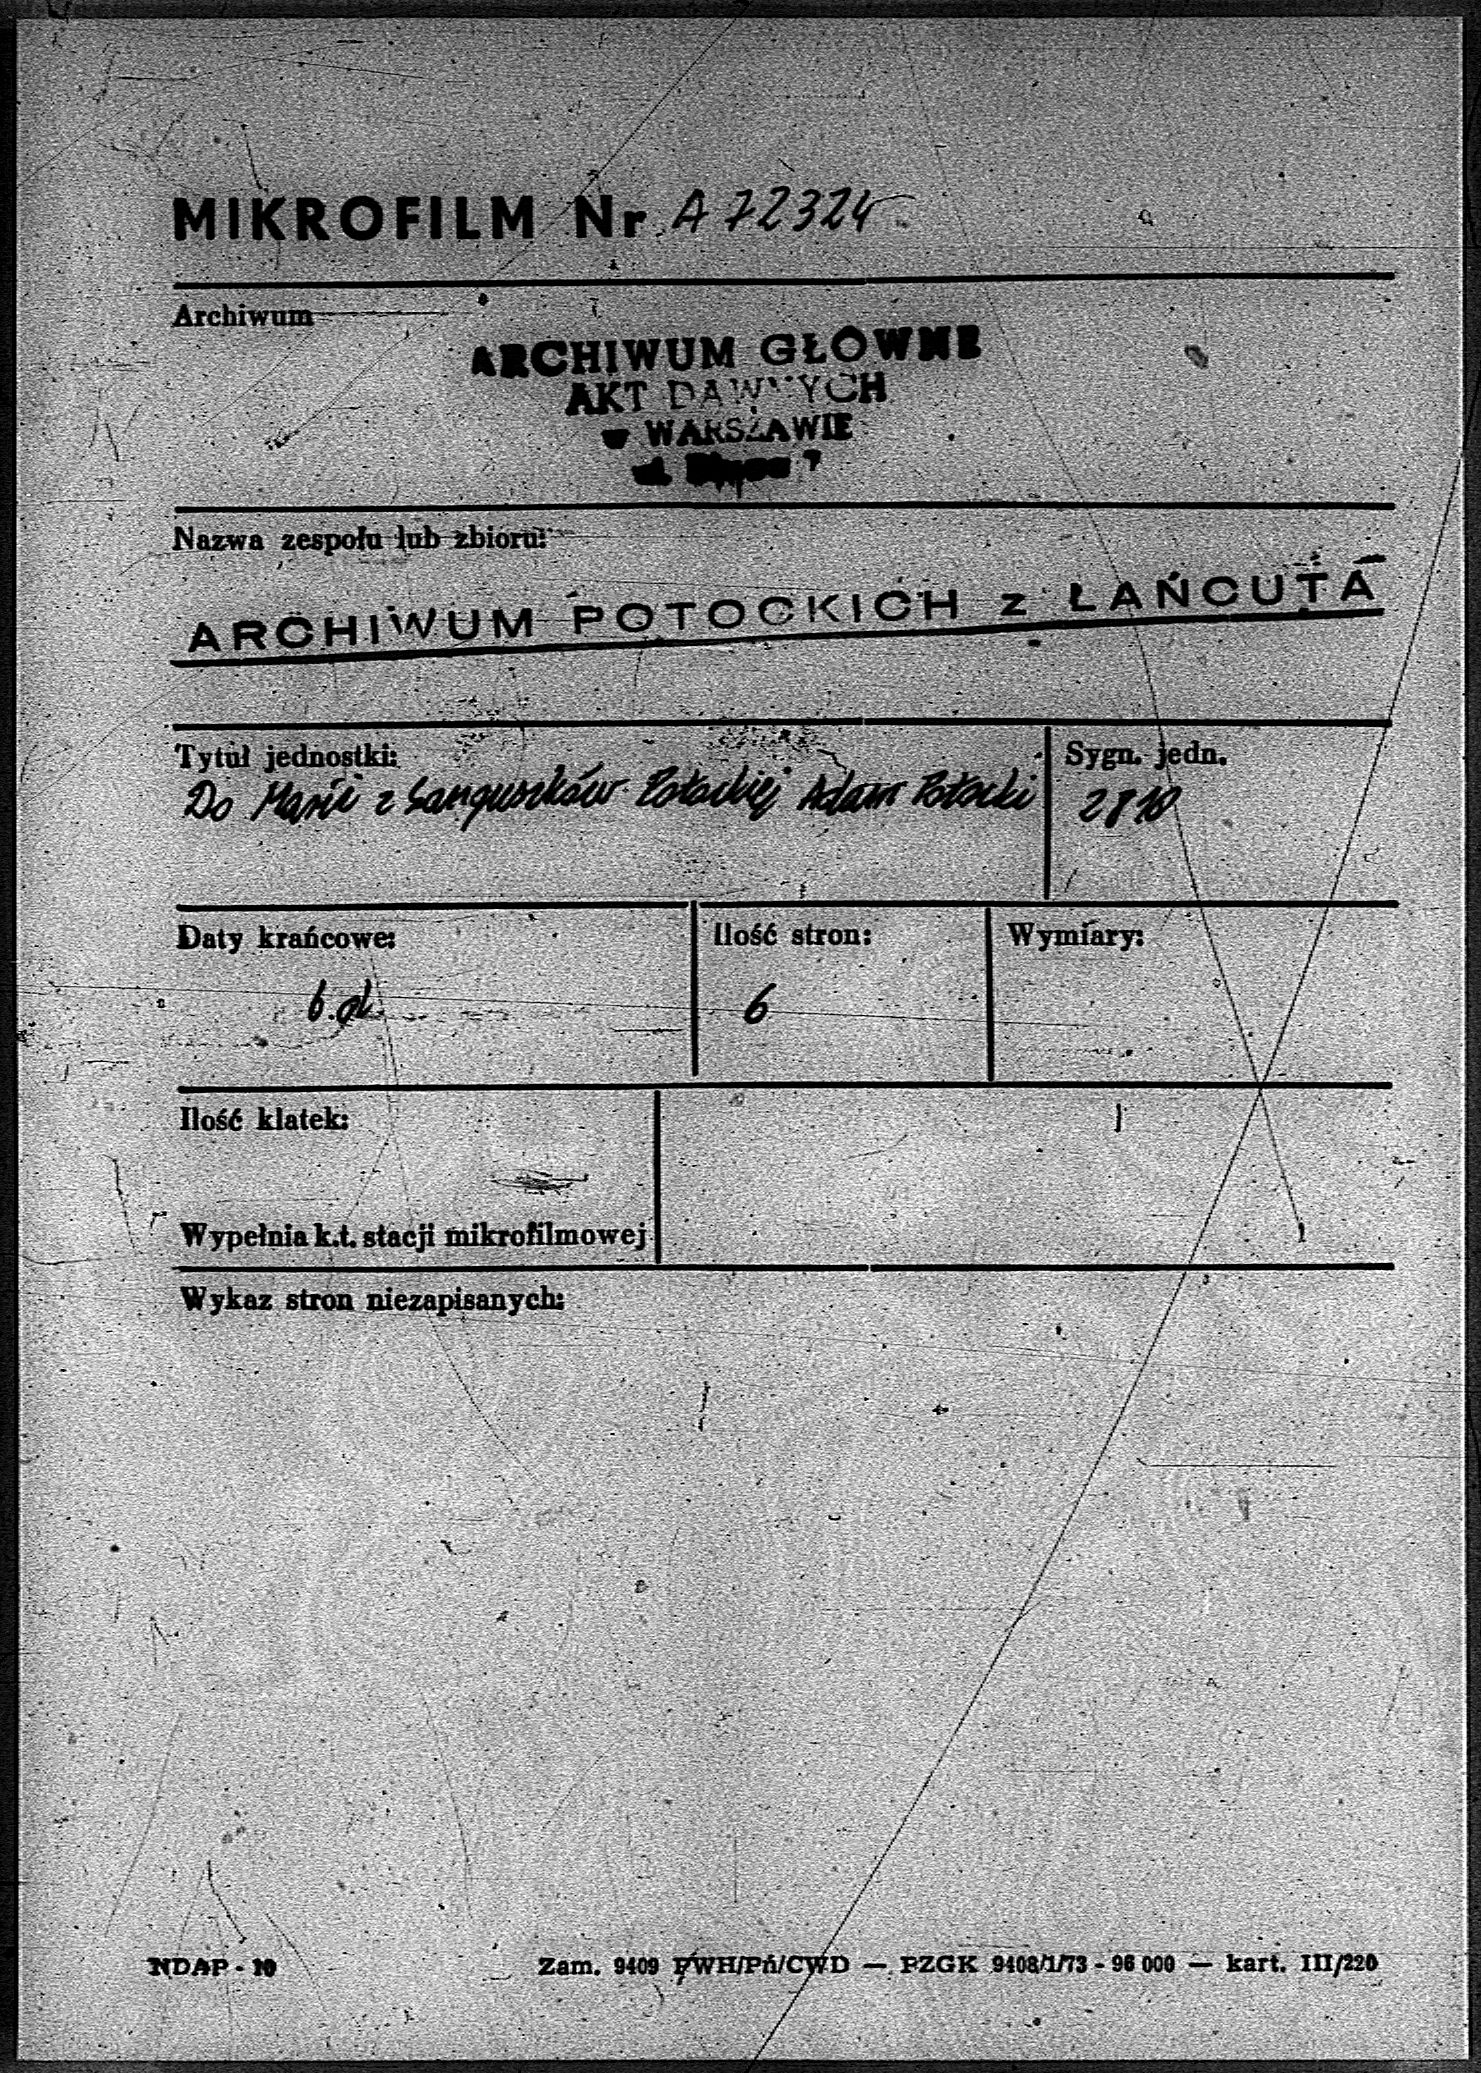 MIKROFILM Nr A 72324
Archiwum
ARCHIWUM GŁÓWNE
AKT DAWNYCH
w WARSZAWIE
ul. 7
Nazwa zespołu lub zbioru:
ARCHIWUM POTOCKICH z ŁAŃCUTA
Tytuł jednostki:
Do Marii z Sanguszków Potockiej Adam Potocki
Sygn. jedn.
2810
Daty krańcowe:
b.d.
Ilość stron:
6
Wymiary:
Ilość klatek:
Wypełnia k.t. stacji mikrofilmowej
Wykaz stron niezapisanych:
NDAP - 10
Zam. 9409 PWH/Pń/CWD — PZGK 9408/1/73 - 96 000 — kart. III/220